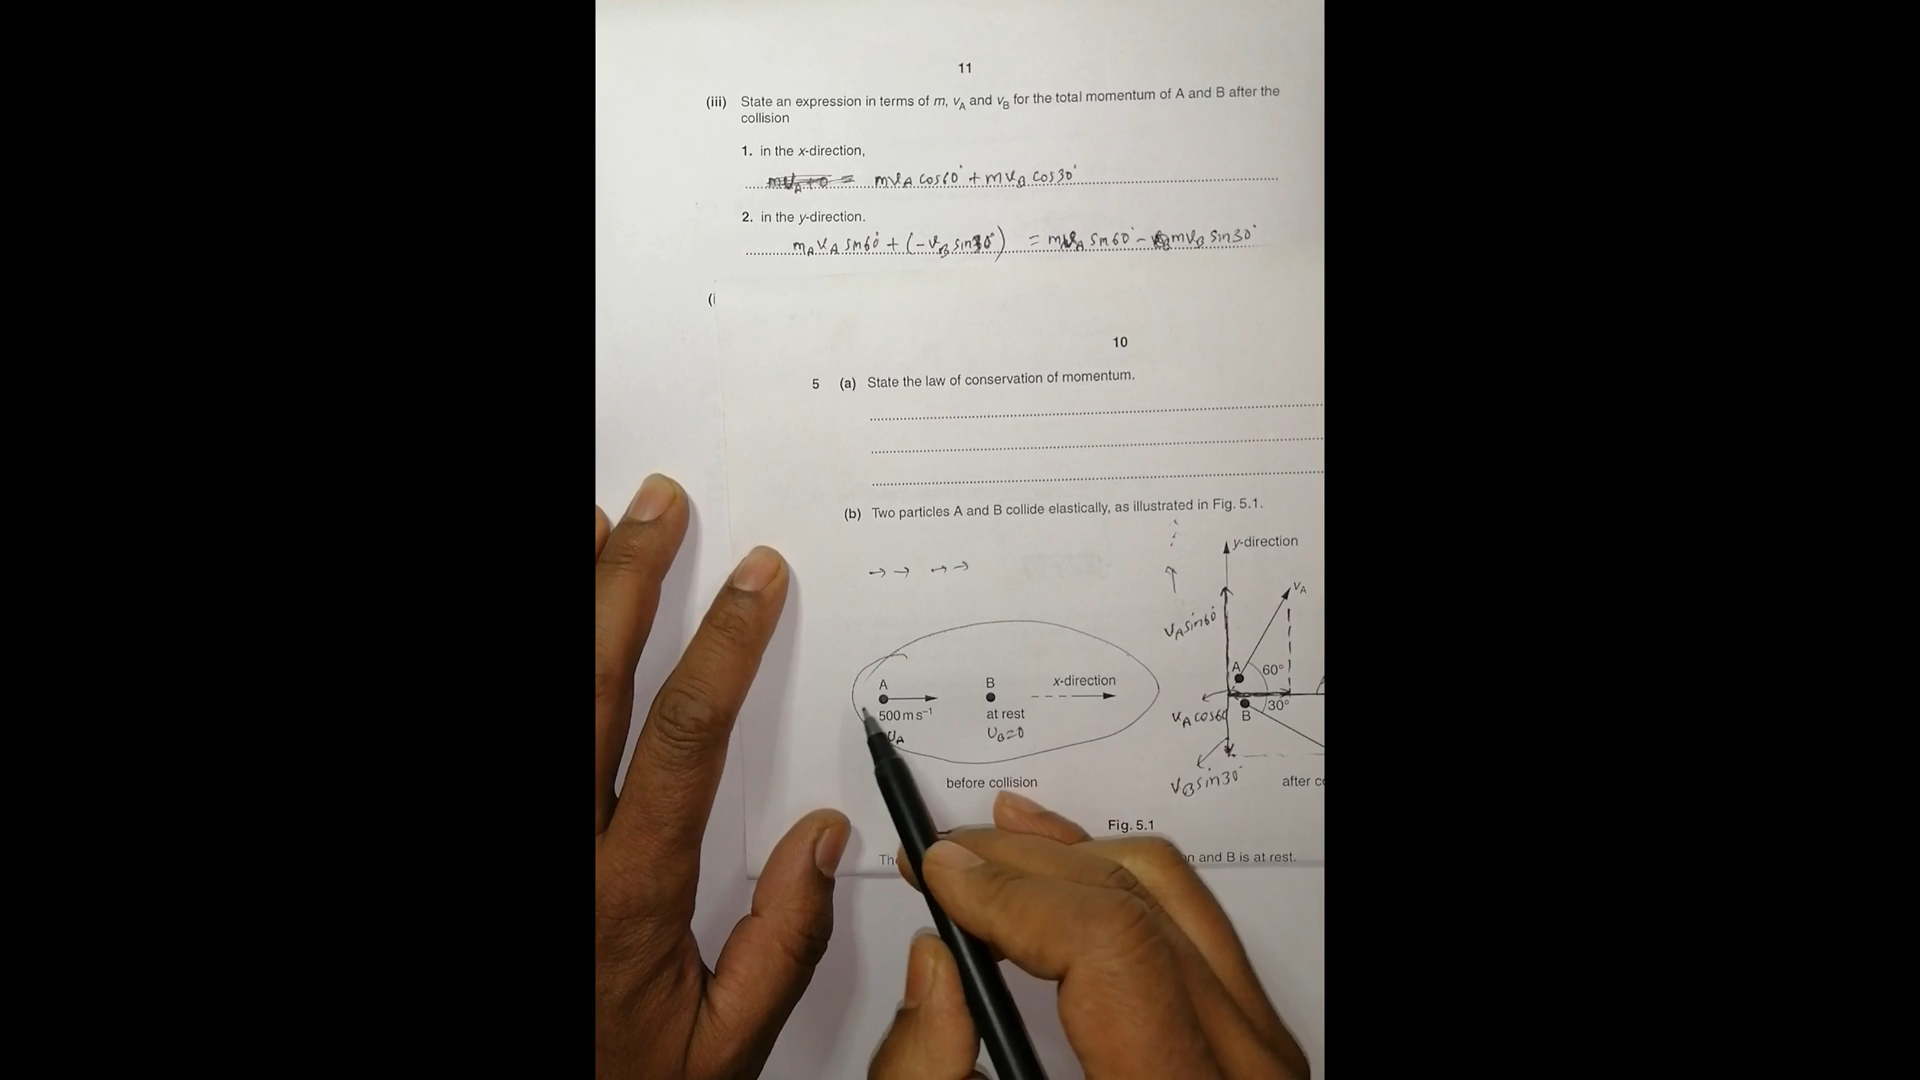 11
(iii) State an expression in terms of m, vA and vB for the total momentum of A and B after the
collision
1. in the x-direction,
= mvA cos60° + mvB cos30°
2. in the y-direction.
mA vA sin60° + (-vB sin30°) = mvA sin60° - mvB sin30°
(i
10
5 (a) State the law of conservation of momentum.
(b) Two particles A and B collide elastically, as illustrated in Fig. 5.1.
y-direction
vA
vA sin60°
A 60°
A B x-direction
30°
500 m s⁻¹ at rest
vA cos60 B
uA uB=0
before collision
vB sin30°
after c
Fig. 5.1
Th
n and B is at rest.